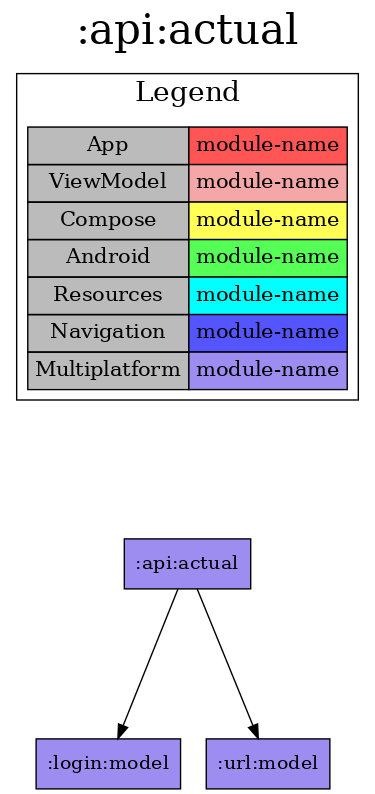 :api:actual
Legend
App module-name
ViewModel module-name
Compose module-name
Android module-name
Resources module-name
Navigation module-name
Multiplatform module-name
:api:actual
:login:model :url:model